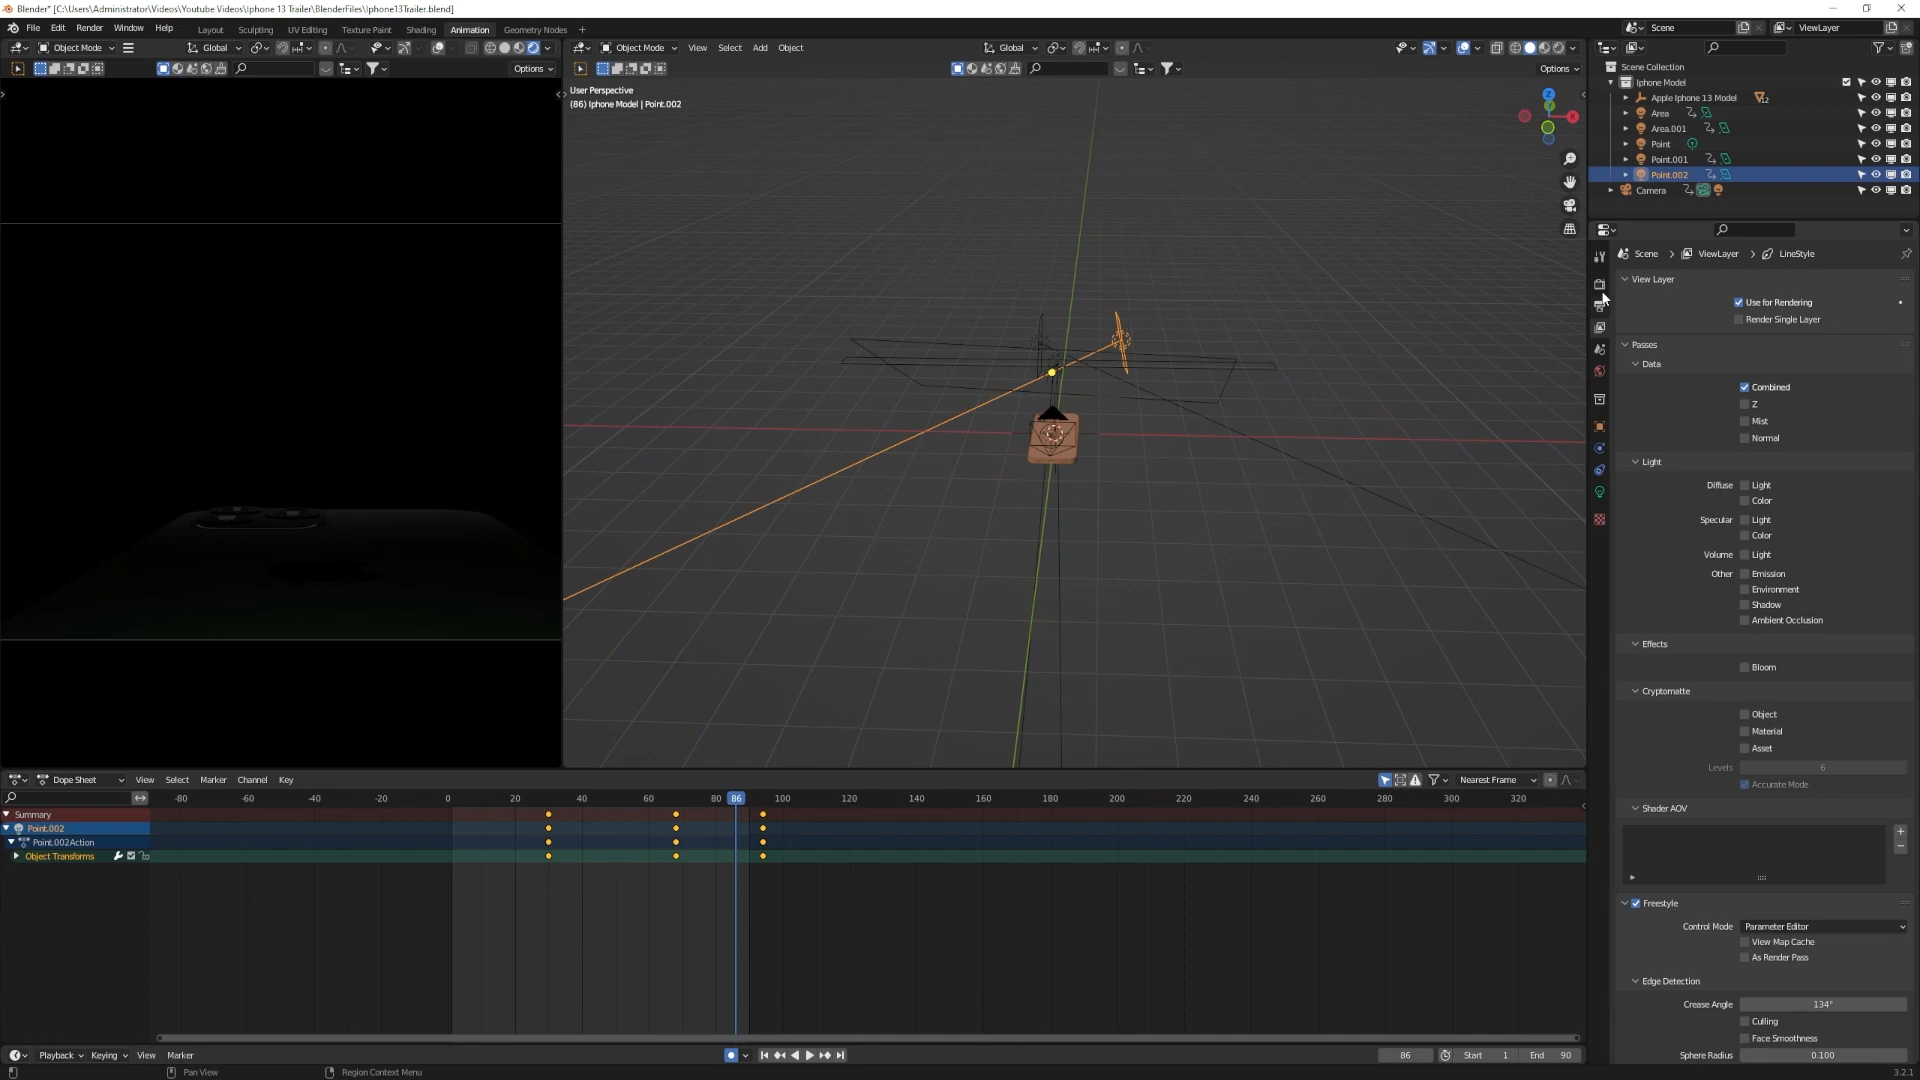 Blender* [C:\Users\Administrator\Videos\Youtube Videos\Iphone 13 Trailer\BlenderFiles\Iphone13Trailer.blend]
File Edit Render Window Help Layout Sculpting UV Editing Texture Paint Shading Animation Geometry Nodes + Scene ViewLayer
Object Mode Global Object Mode View Select Add Object Global
Options Options
User Perspective
(86) Iphone Model | Point.002
Scene Collection
Iphone Model
Apple Iphone 13 Model 12
Area
Area.001
Point
Point.001
Point.002
Camera
Scene > ViewLayer > LineStyle
View Layer
Use for Rendering
Render Single Layer
Passes
Data
Combined
Z
Mist
Normal
Light
Diffuse Light
Color
Specular Light
Color
Volume Light
Other Emission
Environment
Shadow
Ambient Occlusion
Effects
Bloom
Cryptomatte
Object
Material
Asset
Levels 6
Accurate Mode
Shader AOV
Freestyle
Control Mode Parameter Editor
View Map Cache
As Render Pass
Edge Detection
Crease Angle 134°
Culling
Face Smoothness
Sphere Radius 0.100
Dope Sheet View Select Marker Channel Key Nearest Frame
-80 -60 -40 -20 0 20 40 60 80 86 100 120 140 160 180 200 220 240 260 280 300 320
Summary
Point.002
Point.002Action
Object Transforms
Playback Keying View Marker 86 Start 1 End 90
Pan View Region Context Menu 3.2.1
X
Y
Z